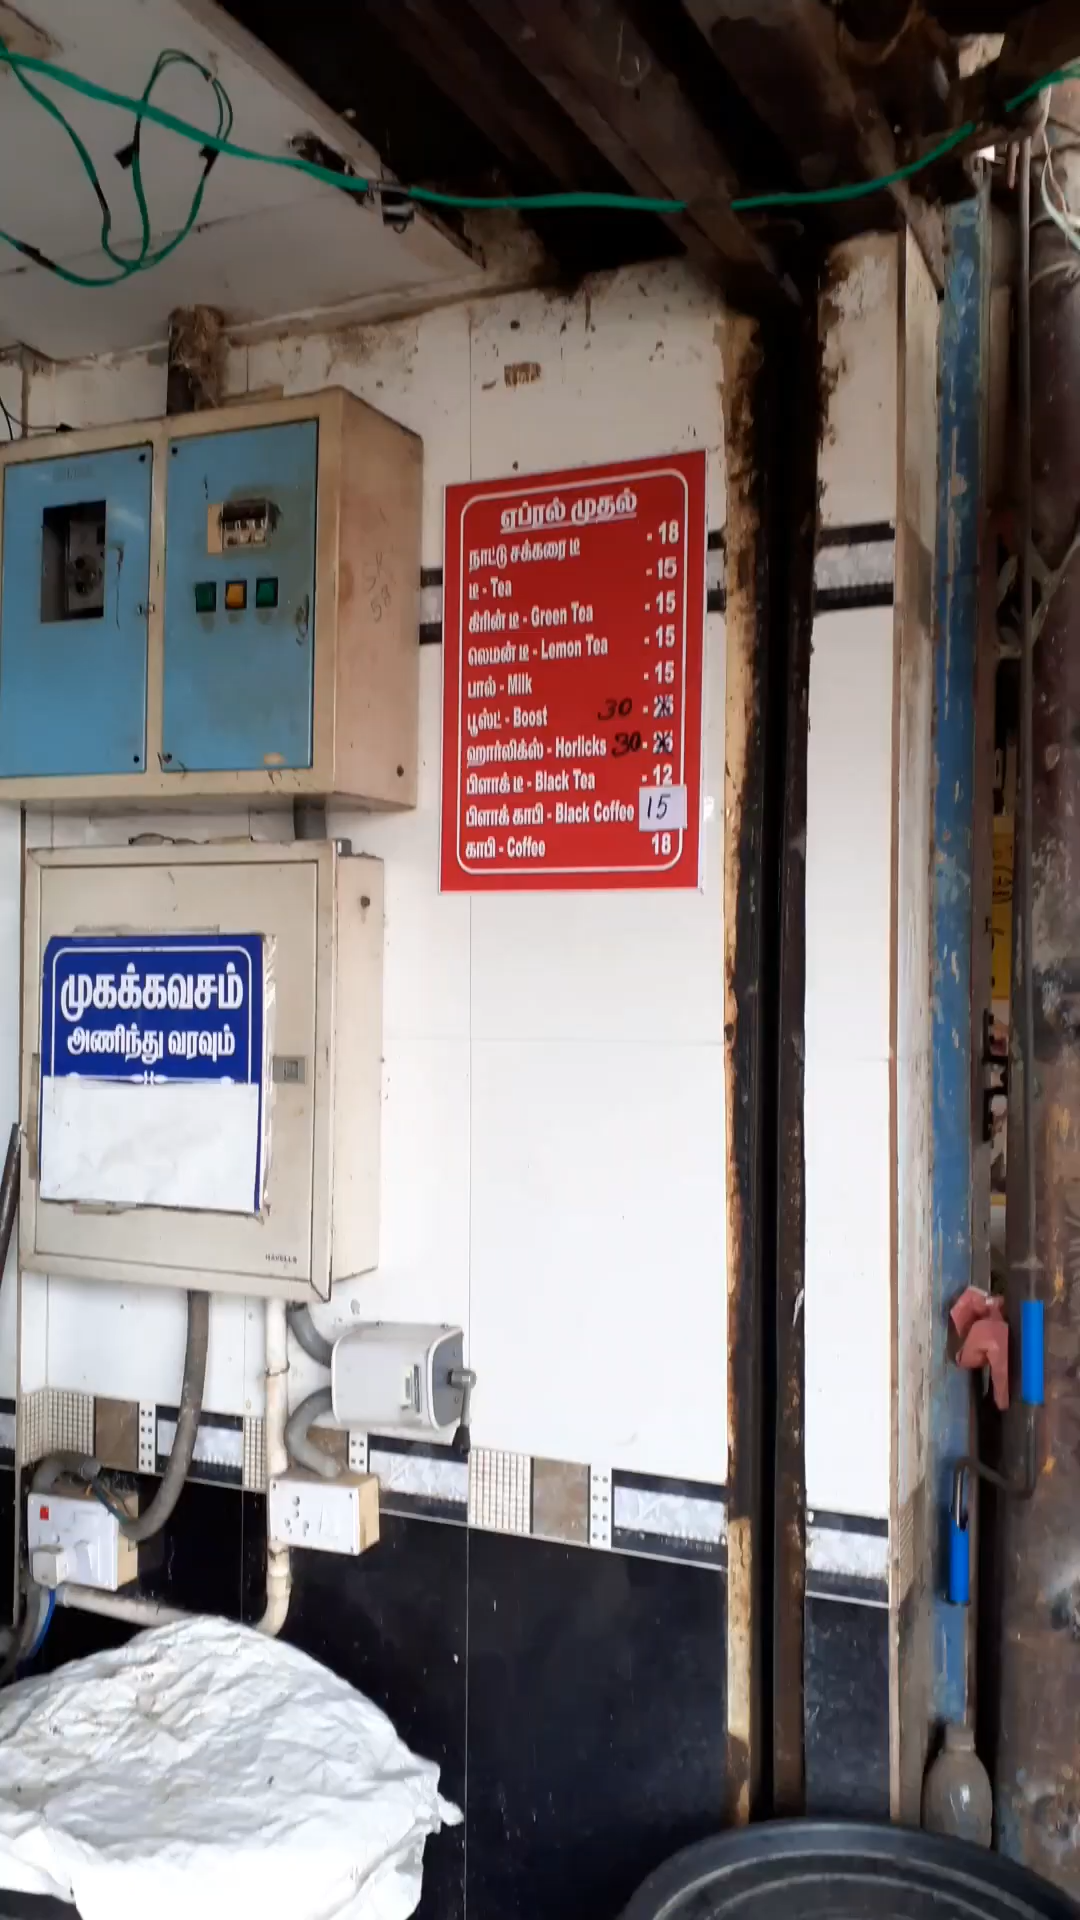 ஏப்ரல் முதல்
நாட்டு சக்கரை டீ - 18
டீ - Tea - 15
கிரின் டீ - Green Tea - 15
லெமன் டீ - Lemon Tea - 15
பால் - Milk - 15
பூஸ்ட் - Boost 30 - 25
ஹார்லிக்ஸ் - Horlicks 30 - 25
பிளாக் டீ - Black Tea - 12
பிளாக் காபி - Black Coffee 15
காபி - Coffee 18
முகக்கவசம்
அணிந்து வரவும்
HAVELLS